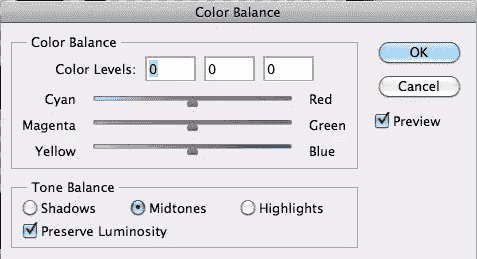 Color Balance
Color Balance
Color Levels: 0 0 0
Cyan Red
Magenta Green
Yellow Blue
OK
Cancel
Preview
Tone Balance
Shadows Midtones Highlights
Preserve Luminosity